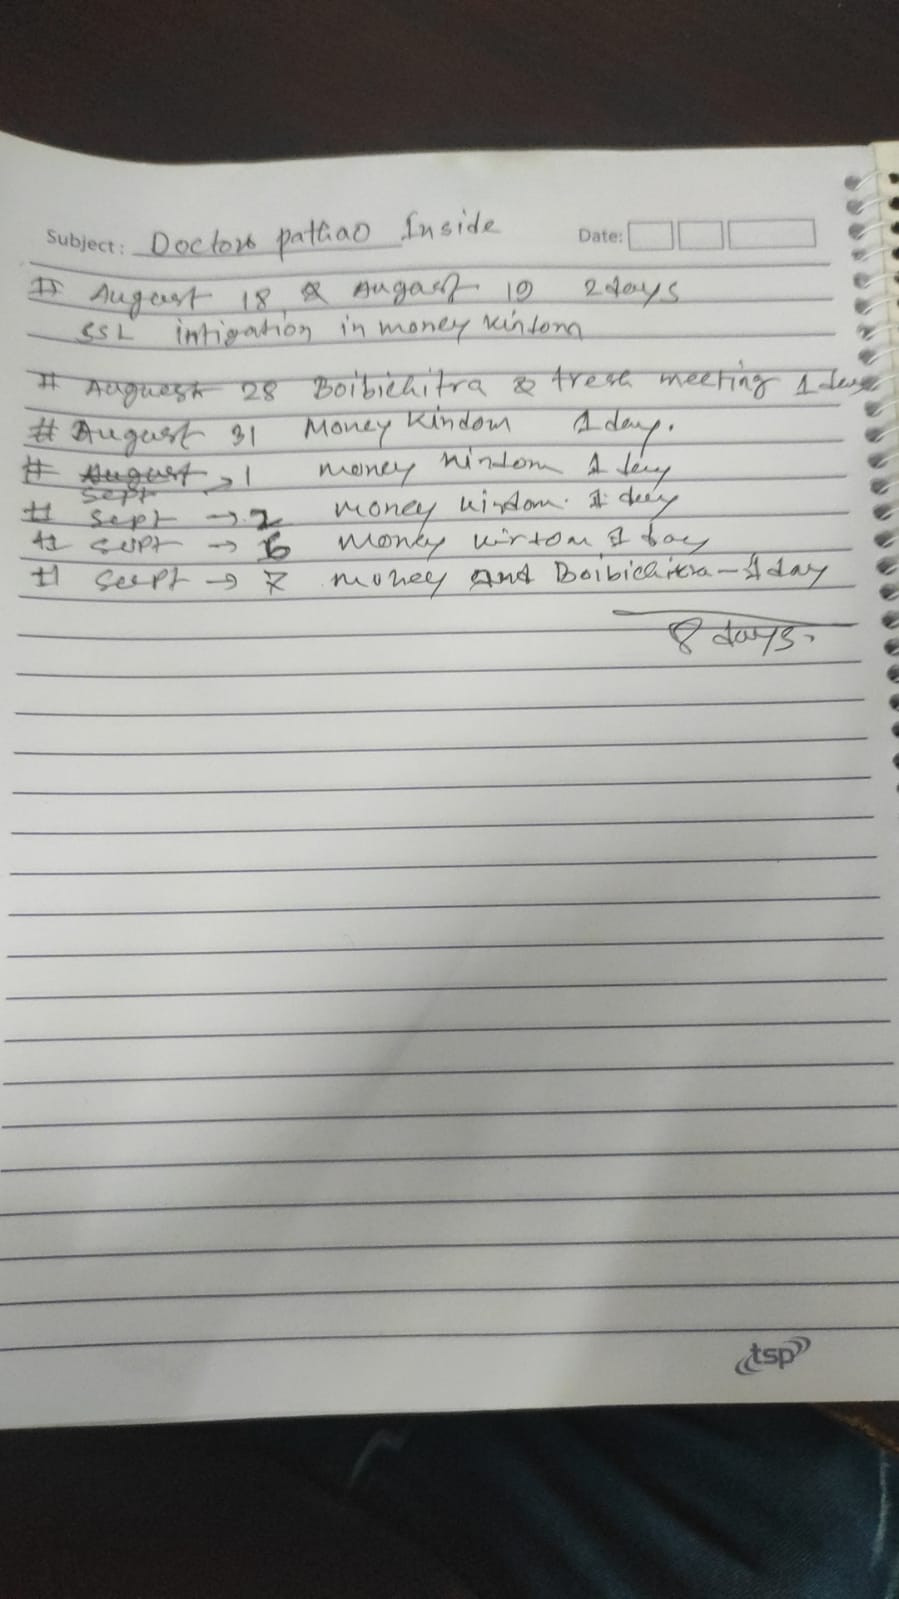 Subject: Doctors pathao Inside Date:
# August 18 & August 19 2 days
SSL intigation in money kindom
# Auguest 28 Boibichitra & fresh meeting 1 day
# August 31 Money Kindom 1 day.
# August → 1 money kindom 1 day
Sept
# Sept → 2 money kindom. 1 day
# Sept → 6 Money kindom 1 day
# Sept → 7 money and Boibichitra - 1 day
8 days.
tsp